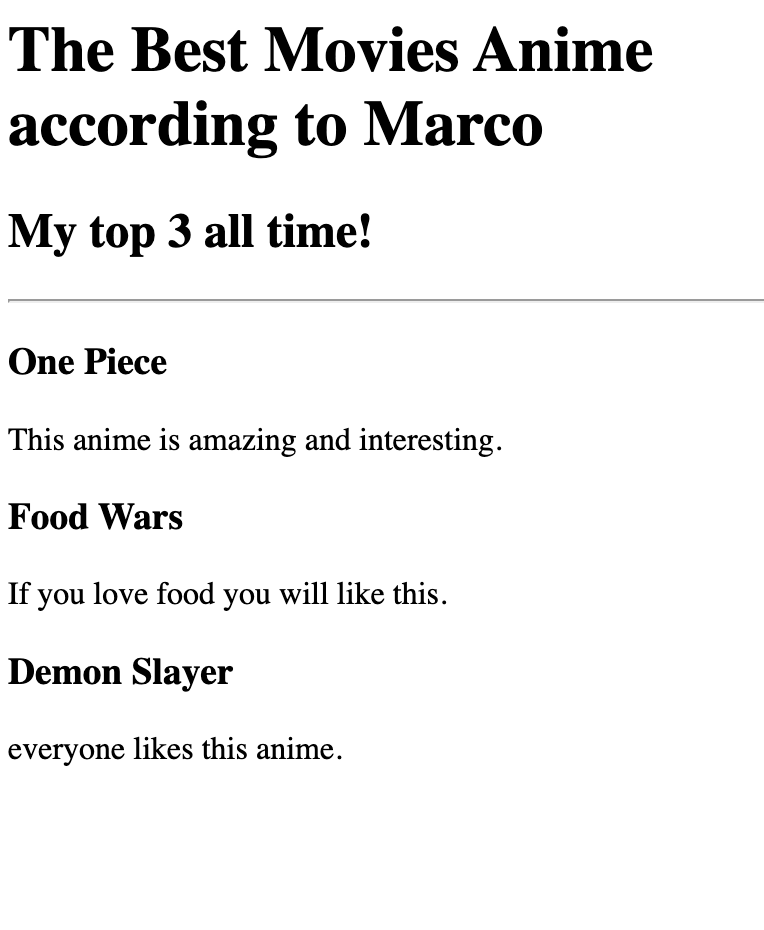 The Best Movies Anime
according to Marco
My top 3 all time!
One Piece
This anime is amazing and interesting.
Food Wars
If you love food you will like this.
Demon Slayer
everyone likes this anime.